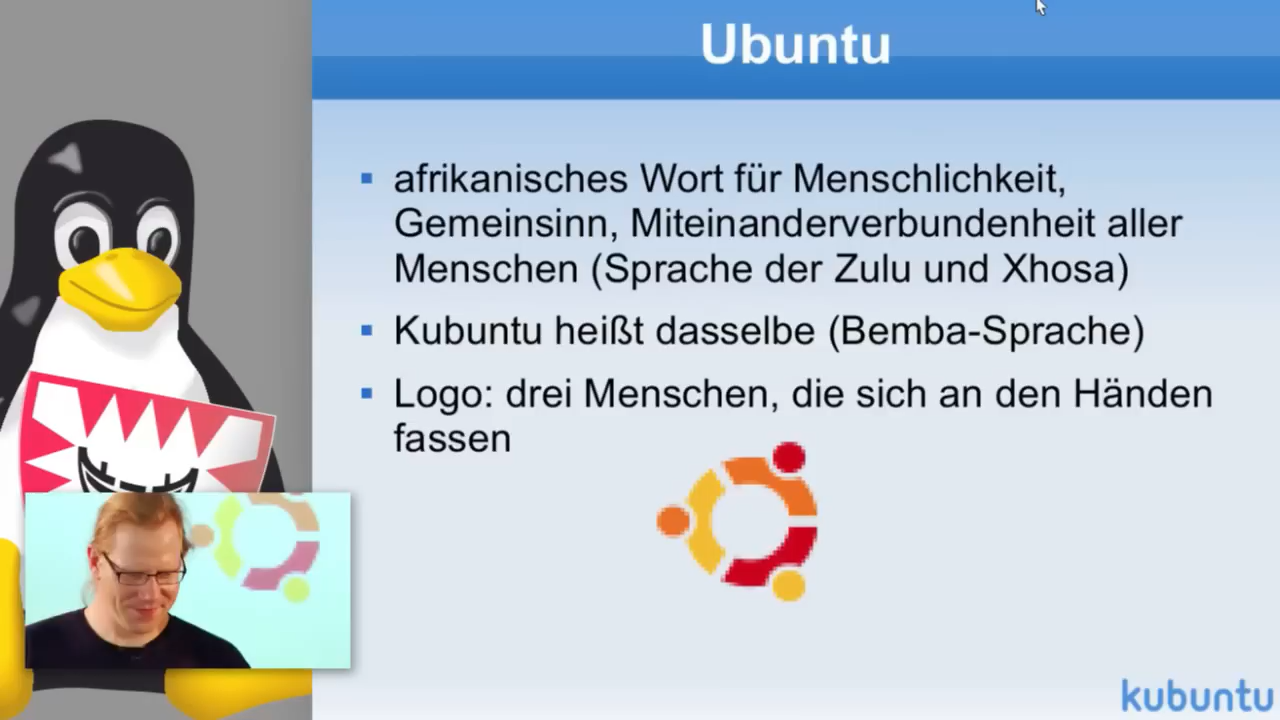 Ubuntu
afrikanisches Wort für Menschlichkeit,
Gemeinsinn, Miteinanderverbundenheit aller
Menschen (Sprache der Zulu und Xhosa)
Kubuntu heißt dasselbe (Bemba-Sprache)
Logo: drei Menschen, die sich an den Händen
fassen
kubuntu